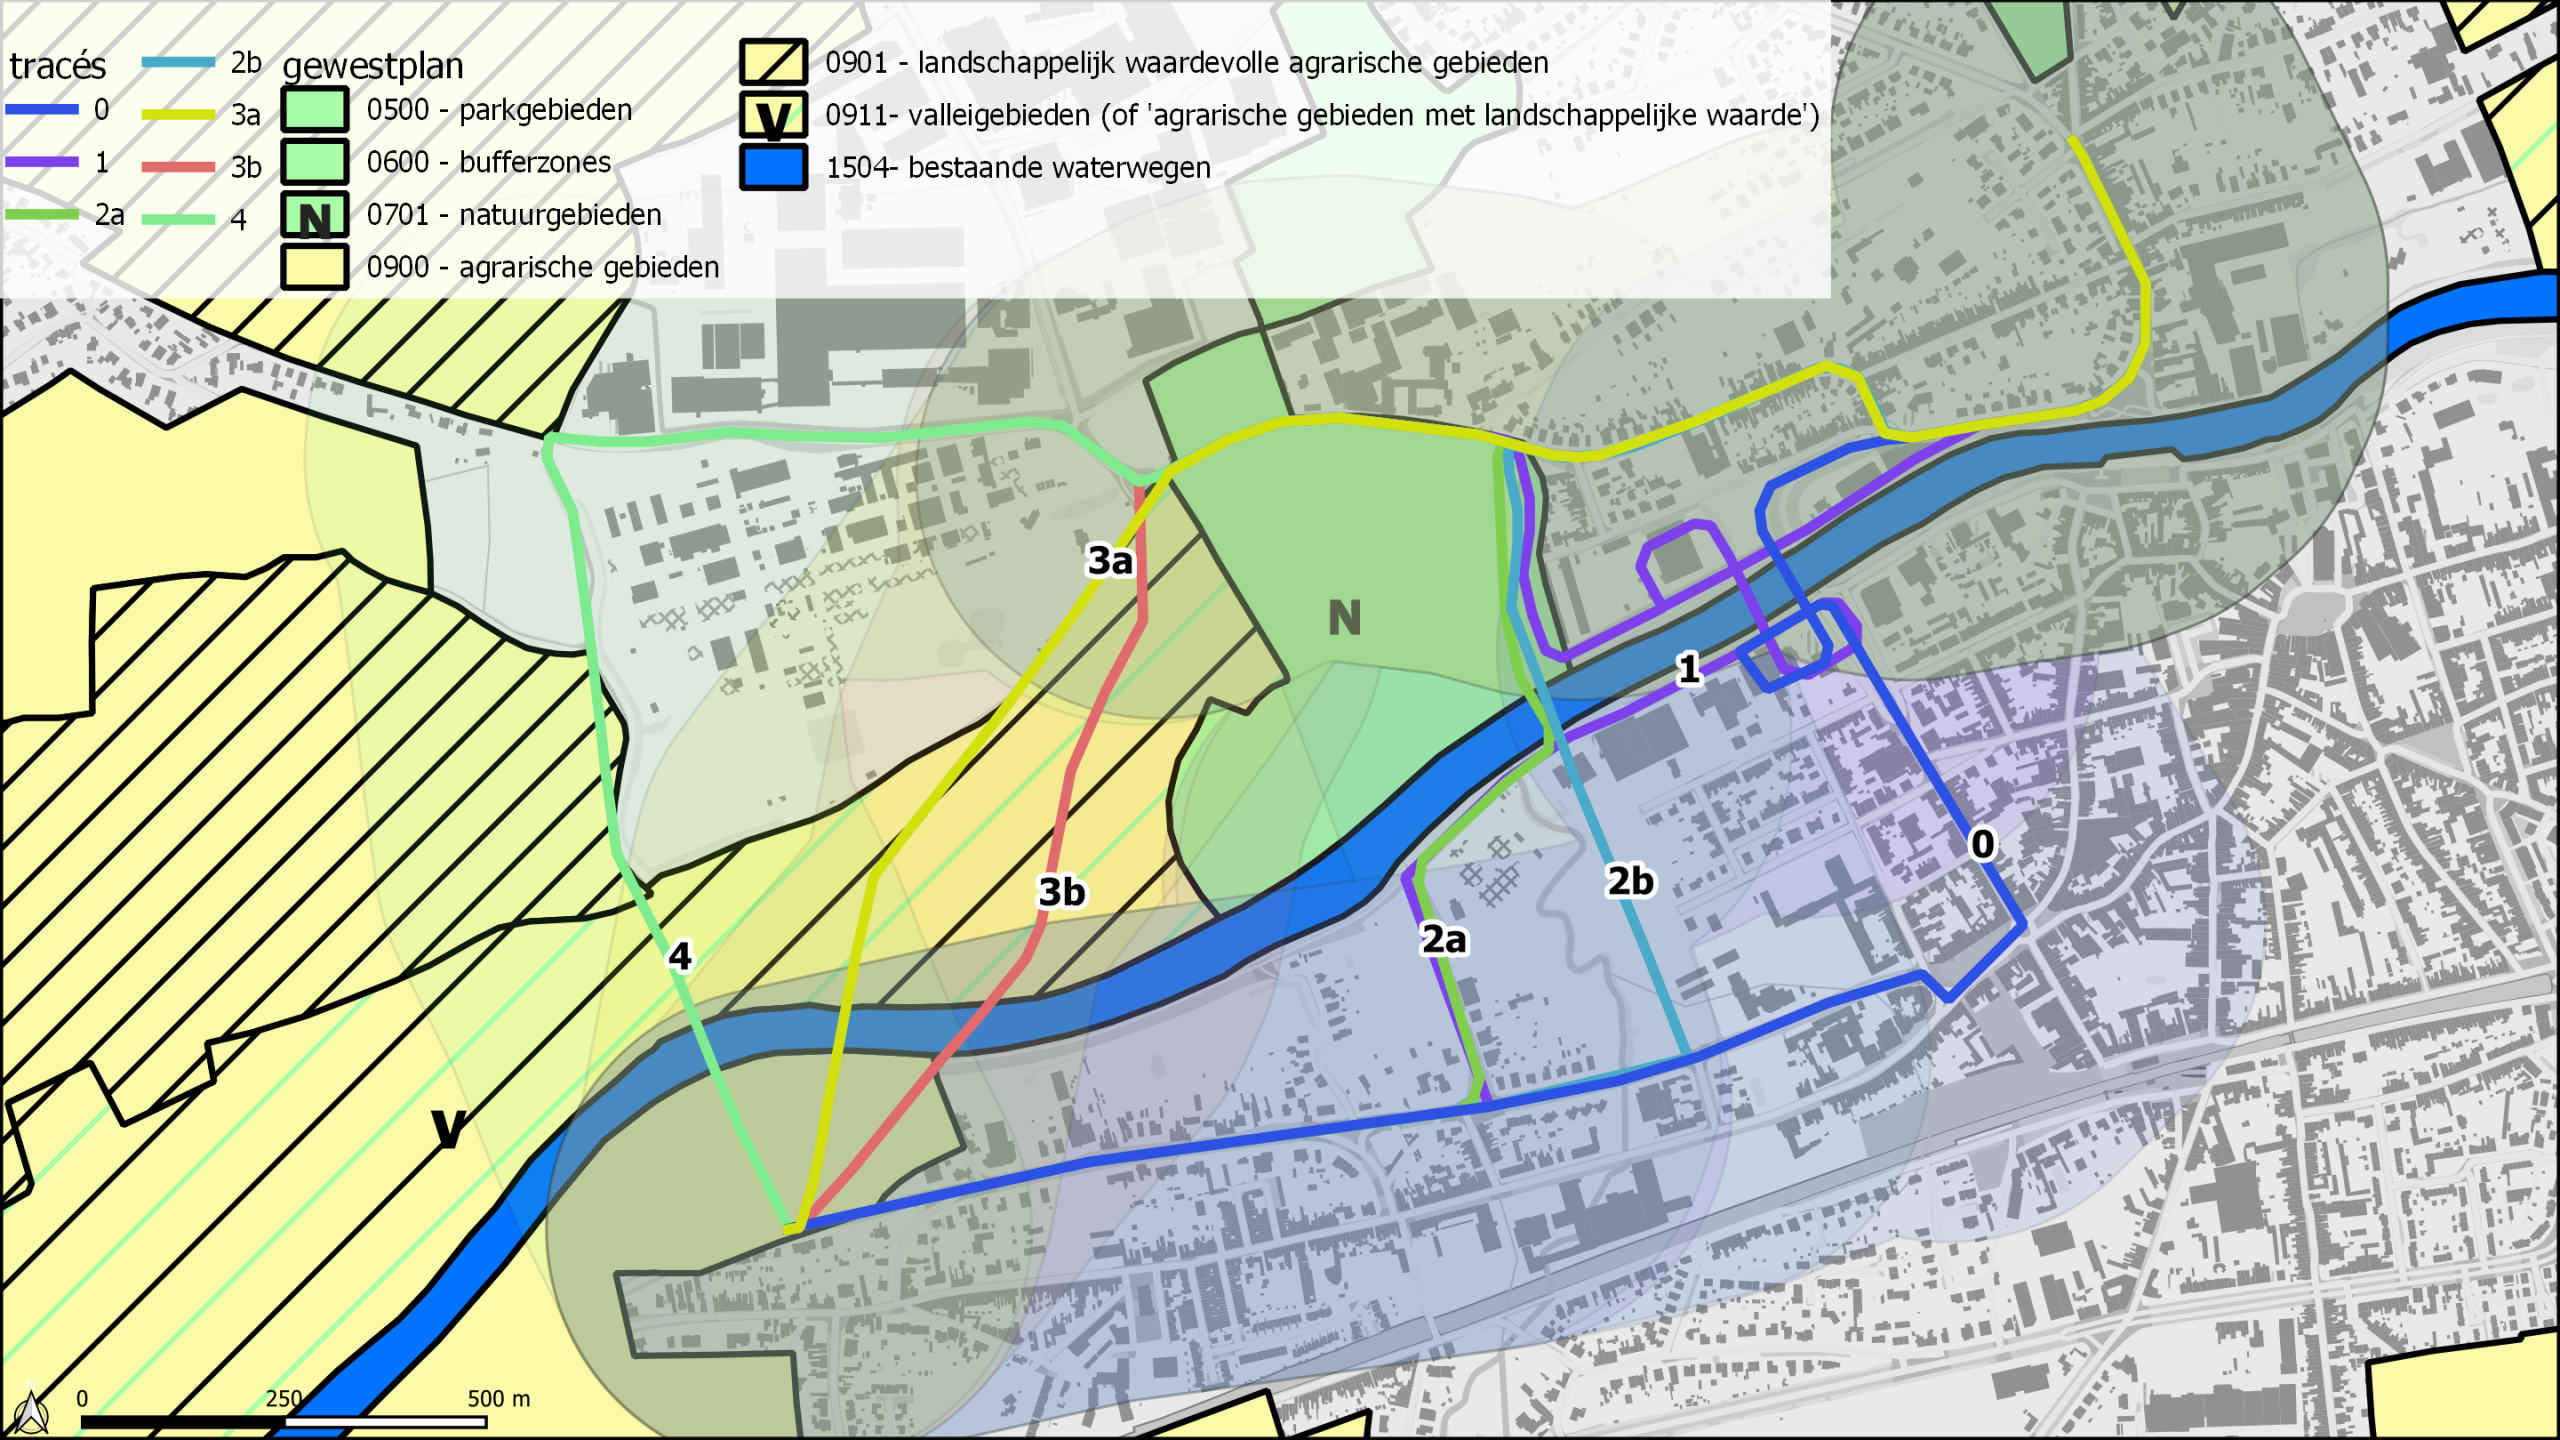 tracés
0
1
2a
2b
3a
3b
4
gewestplan
0500 - parkgebieden
0600 - bufferzones
N 0701 - natuurgebieden
0900 - agrarische gebieden
0901 - landschappelijk waardevolle agrarische gebieden
V 0911- valleigebieden (of 'agrarische gebieden met landschappelijke waarde')
1504- bestaande waterwegen
3a
N
1
0
3b
2b
2a
4
V
0 250 500 m
N